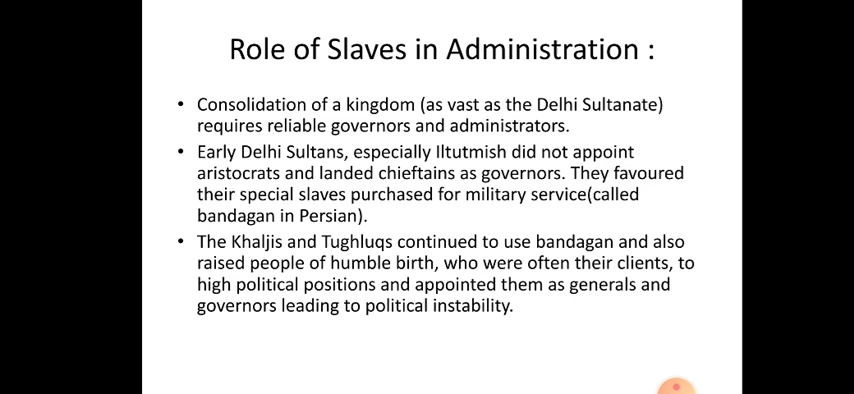 Role of Slaves in Administration :
• Consolidation of a kingdom (as vast as the Delhi Sultanate)
requires reliable governors and administrators.
• Early Delhi Sultans, especially Iltutmish did not appoint
aristocrats and landed chieftains as governors. They favoured
their special slaves purchased for military service(called
bandagan in Persian).
• The Khaljis and Tughluqs continued to use bandagan and also
raised people of humble birth, who were often their clients, to
high political positions and appointed them as generals and
governors leading to political instability.